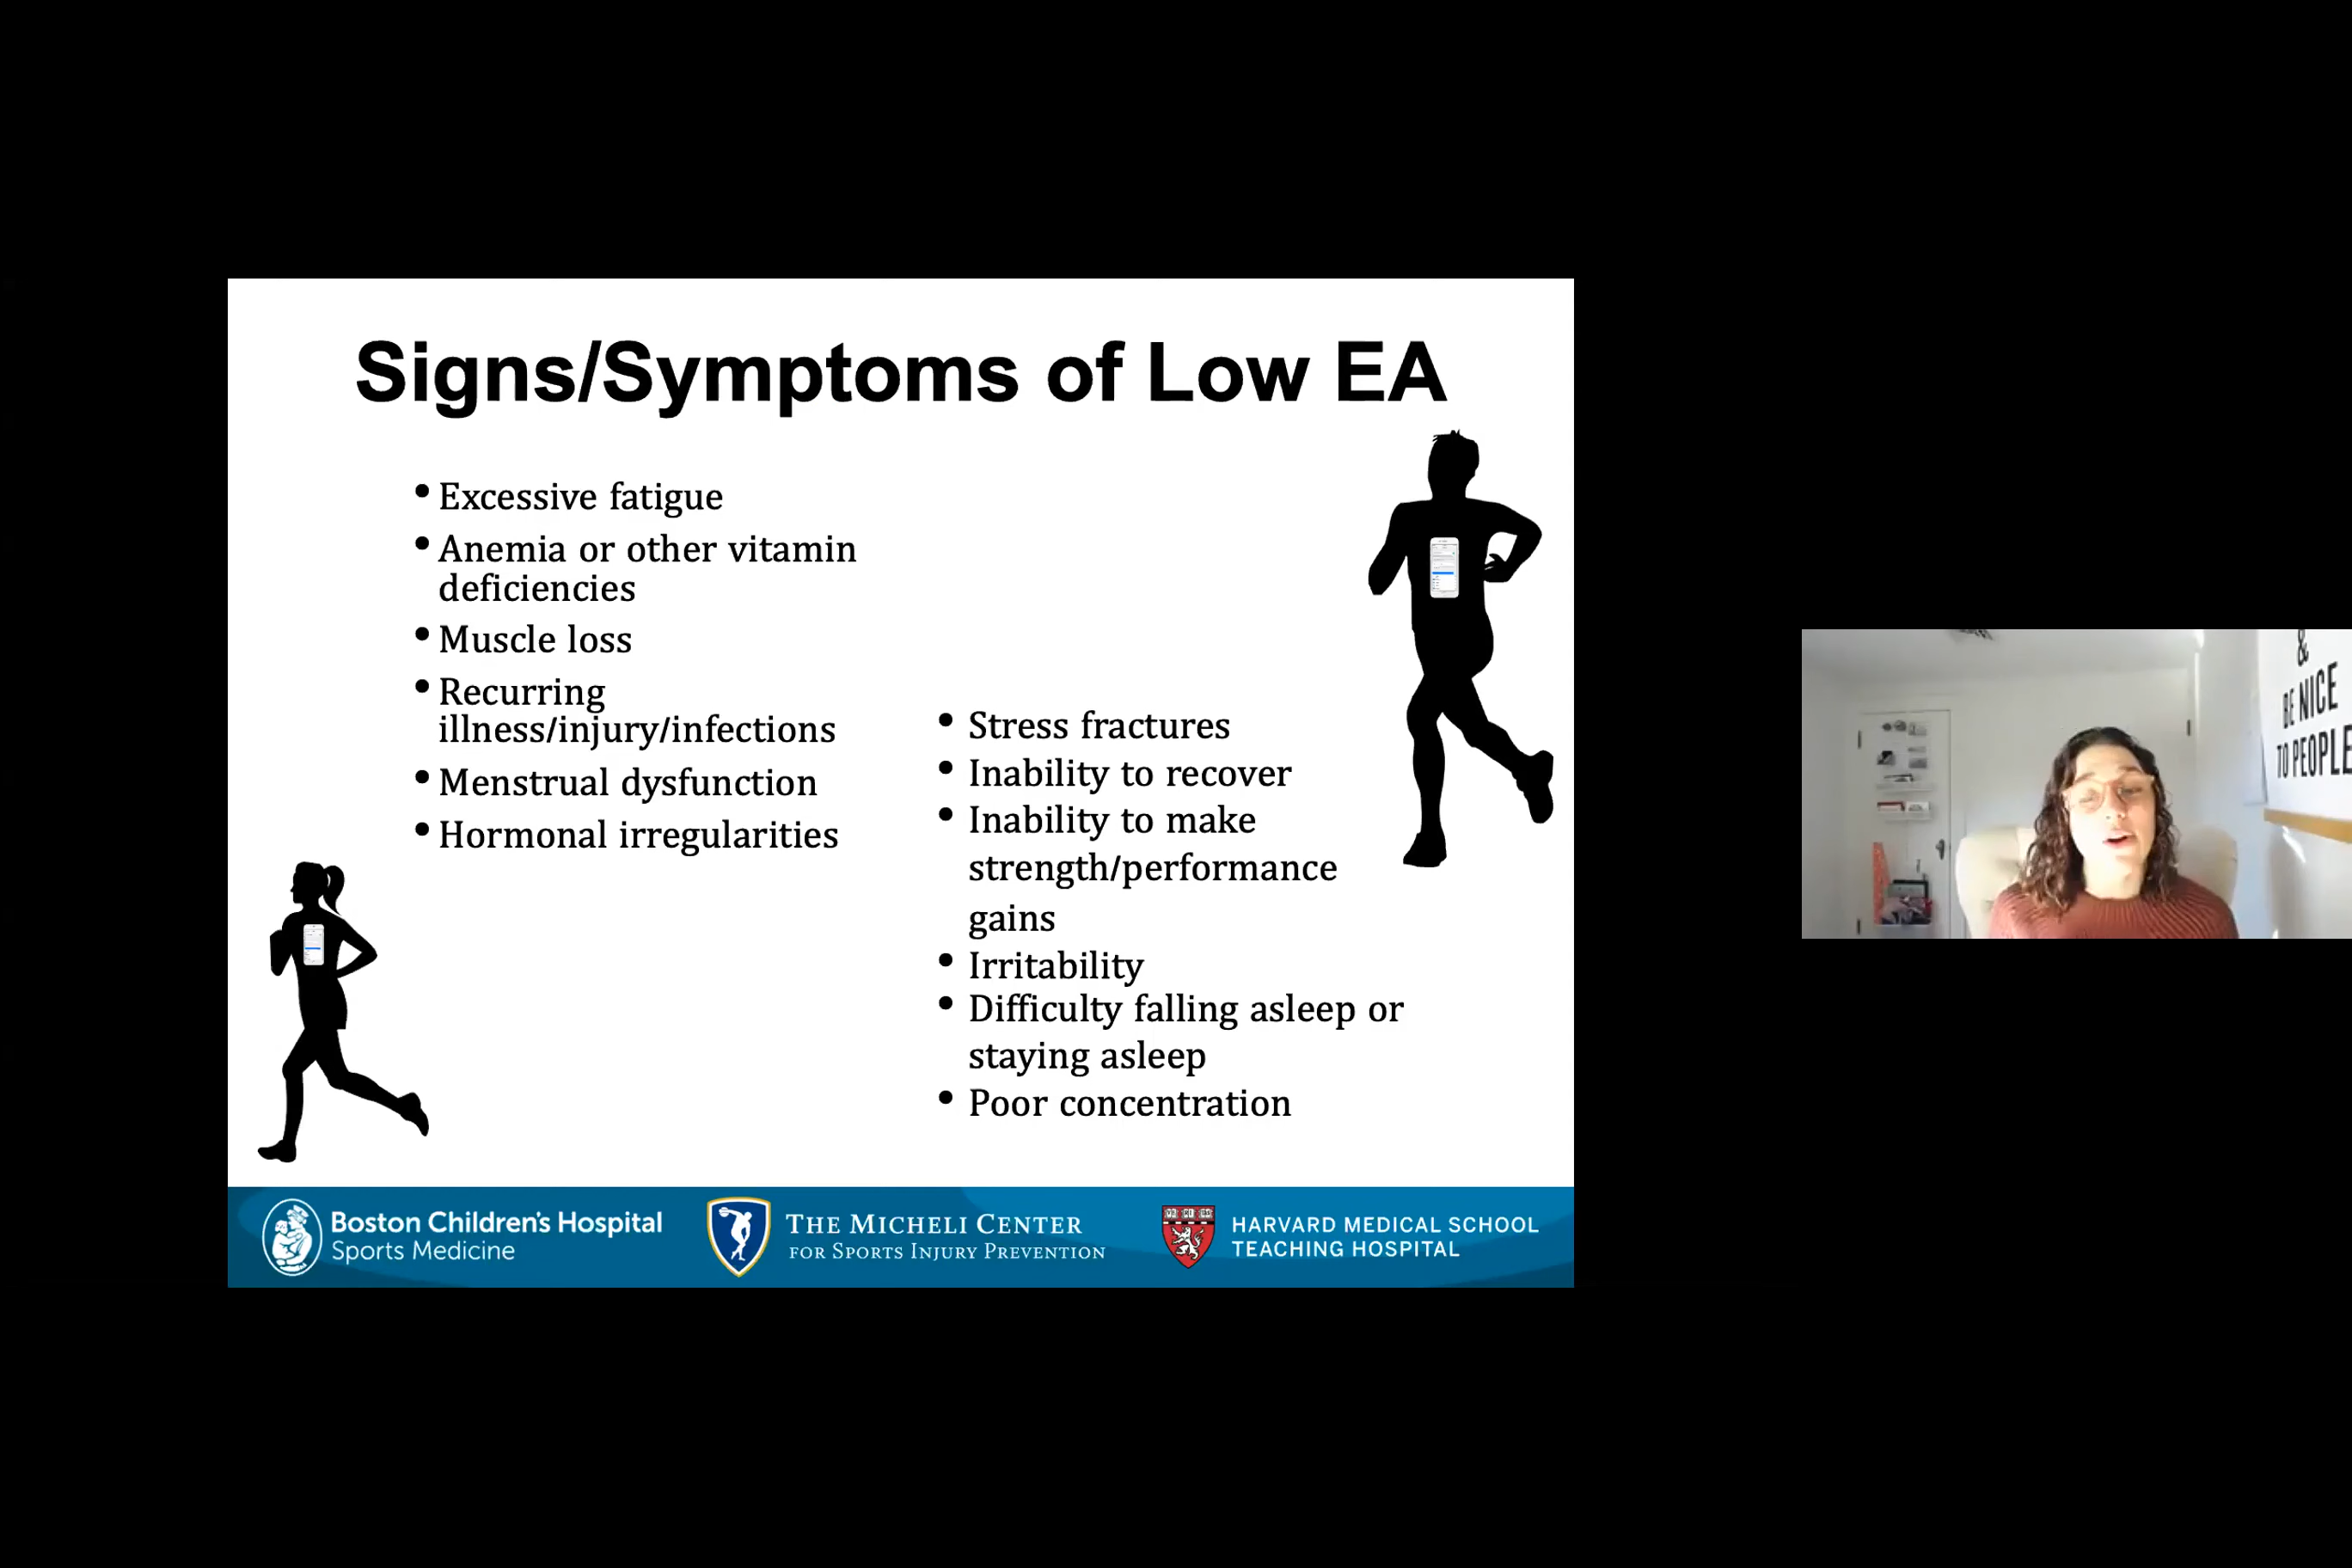 Signs/Symptoms of Low EA
• Excessive fatigue
• Anemia or other vitamin
deficiencies
• Muscle loss
• Recurring
illness/injury/infections
• Menstrual dysfunction
• Hormonal irregularities
• Stress fractures
• Inability to recover
• Inability to make
strength/performance
gains
• Irritability
• Difficulty falling asleep or
staying asleep
• Poor concentration
Boston Children's Hospital
Sports Medicine
THE MICHELI CENTER
FOR SPORTS INJURY PREVENTION
HARVARD MEDICAL SCHOOL
TEACHING HOSPITAL
&
BE NICE
TO PEOPLE